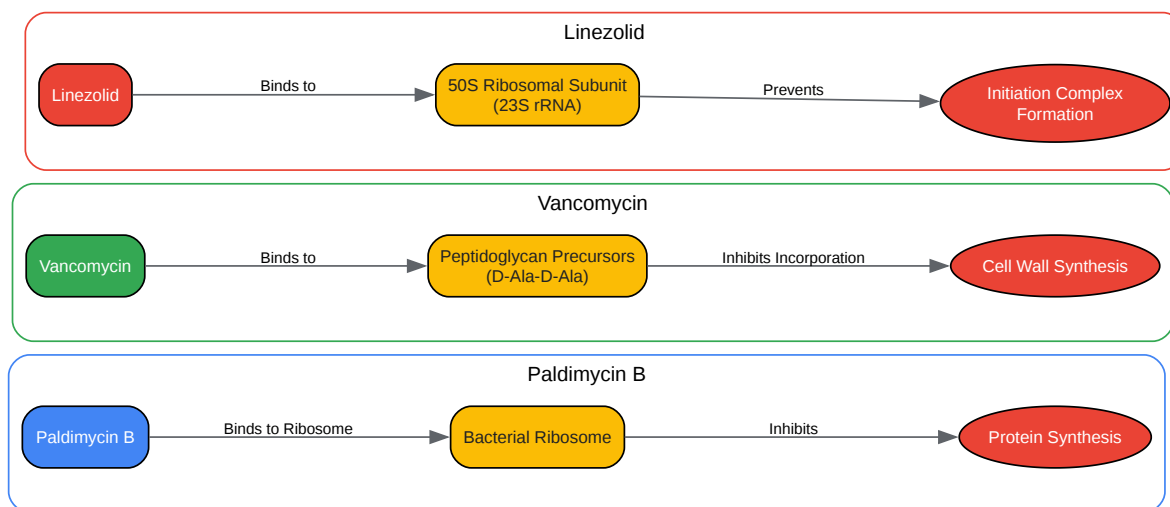 Linezolid
Linezolid
Binds to
50S Ribosomal Subunit
(23S rRNA)
Prevents
Initiation Complex
Formation
Vancomycin
Vancomycin
Binds to
Peptidoglycan Precursors
(D-Ala-D-Ala)
Inhibits Incorporation
Cell Wall Synthesis
Paldimycin B
Paldimycin B
Binds to Ribosome
Bacterial Ribosome
Inhibits
Protein Synthesis